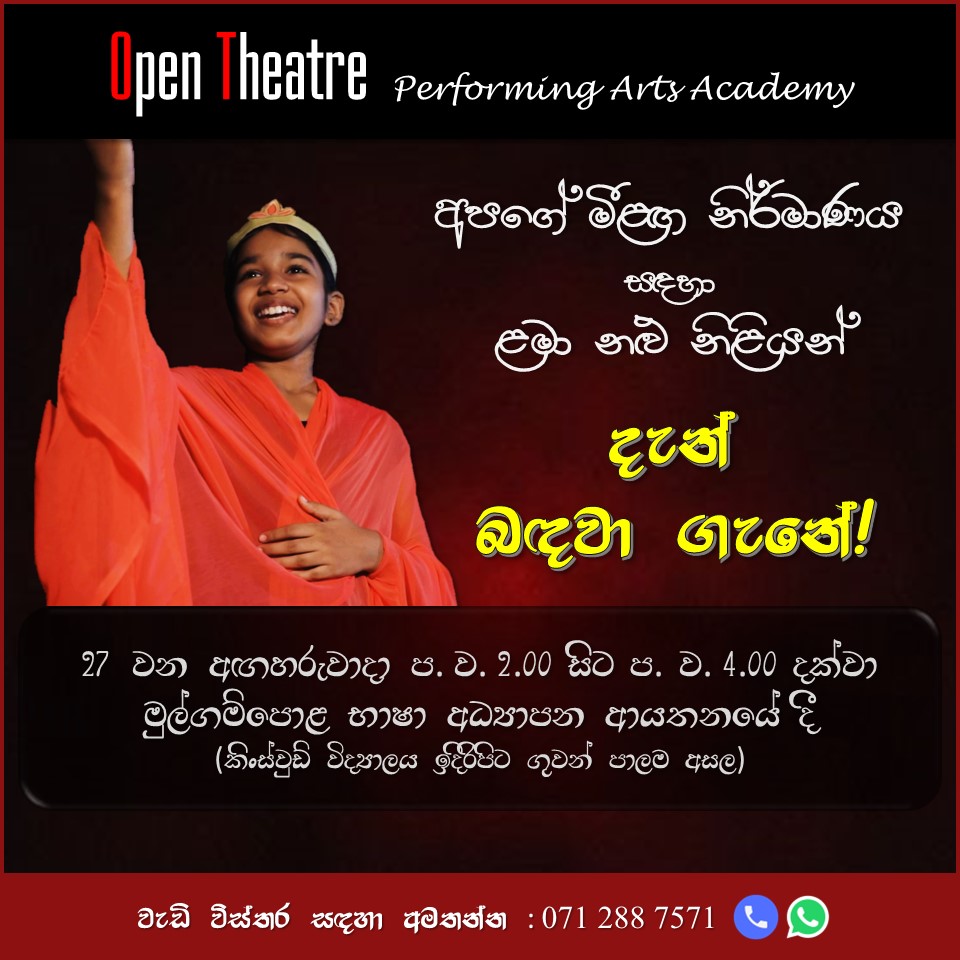 Open Theatre Performing Arts Academy
අපගේ මීළඟ නිර්මාණය
සඳහා
ළමා නළු නිළියන්
දැන්
බඳවා ගැනේ!
27 වන අඟහරුවාදා ප. ව. 2.00 සිට ප. ව. 4.00 දක්වා
මුල්ගම්පොළ භාෂා අධ්‍යාපන ආයතනයේ දී
(කිංස්වුඩ් විද්‍යාලය ඉදිරිපිට ගුවන් පාලම අසල)
වැඩි විස්තර සඳහා අමතන්න : 071 288 7571